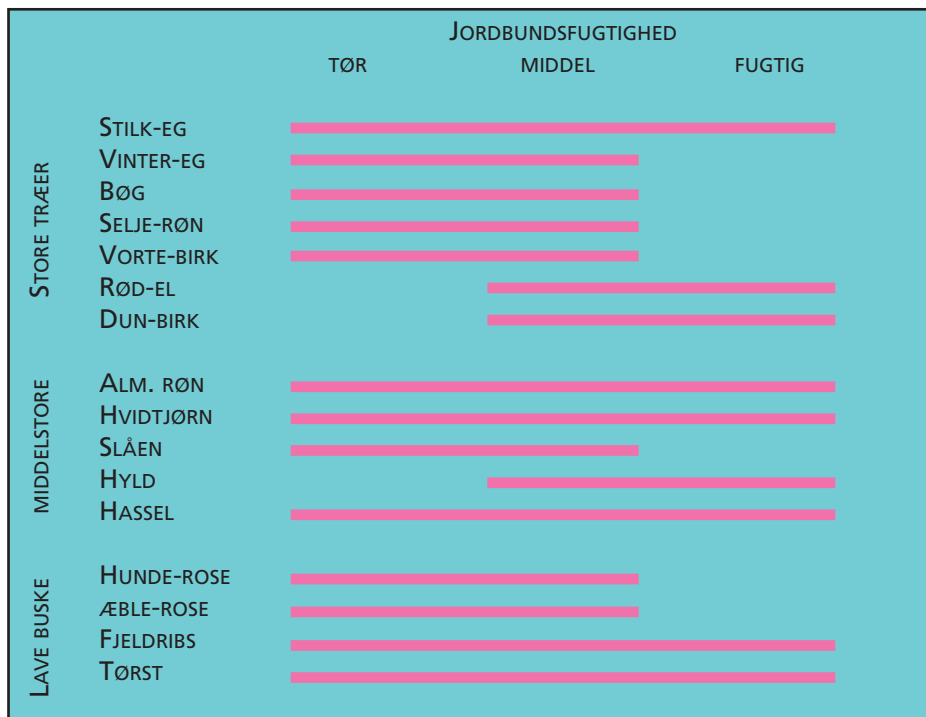 JORDBUNDSFUGTIGHED
TØR MIDDEL FUGTIG
STORE TRÆER
STILK-EG
VINTER-EG
BØG
SELJE-RØN
VORTE-BIRK
RØD-EL
DUN-BIRK
MIDDELSTORE
ALM. RØN
HVIDTJØRN
SLÅEN
HYLD
HASSEL
LAVE BUSKE
HUNDE-ROSE
ÆBLE-ROSE
FJELDRIBS
TØRST